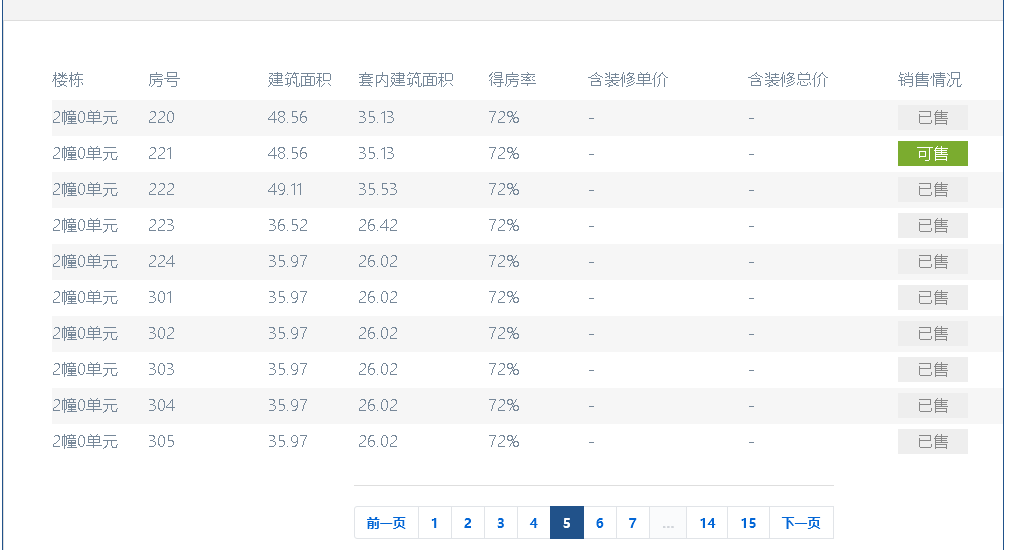 楼栋 房号 建筑面积 套内建筑面积 得房率 含装修单价 含装修总价 销售情况
2幢0单元 220 48.56 35.13 72% - - 已售
2幢0单元 221 48.56 35.13 72% - - 可售
2幢0单元 222 49.11 35.53 72% - - 已售
2幢0单元 223 36.52 26.42 72% - - 已售
2幢0单元 224 35.97 26.02 72% - - 已售
2幢0单元 301 35.97 26.02 72% - - 已售
2幢0单元 302 35.97 26.02 72% - - 已售
2幢0单元 303 35.97 26.02 72% - - 已售
2幢0单元 304 35.97 26.02 72% - - 已售
2幢0单元 305 35.97 26.02 72% - - 已售
前一页 1 2 3 4 5 6 7 ... 14 15 下一页